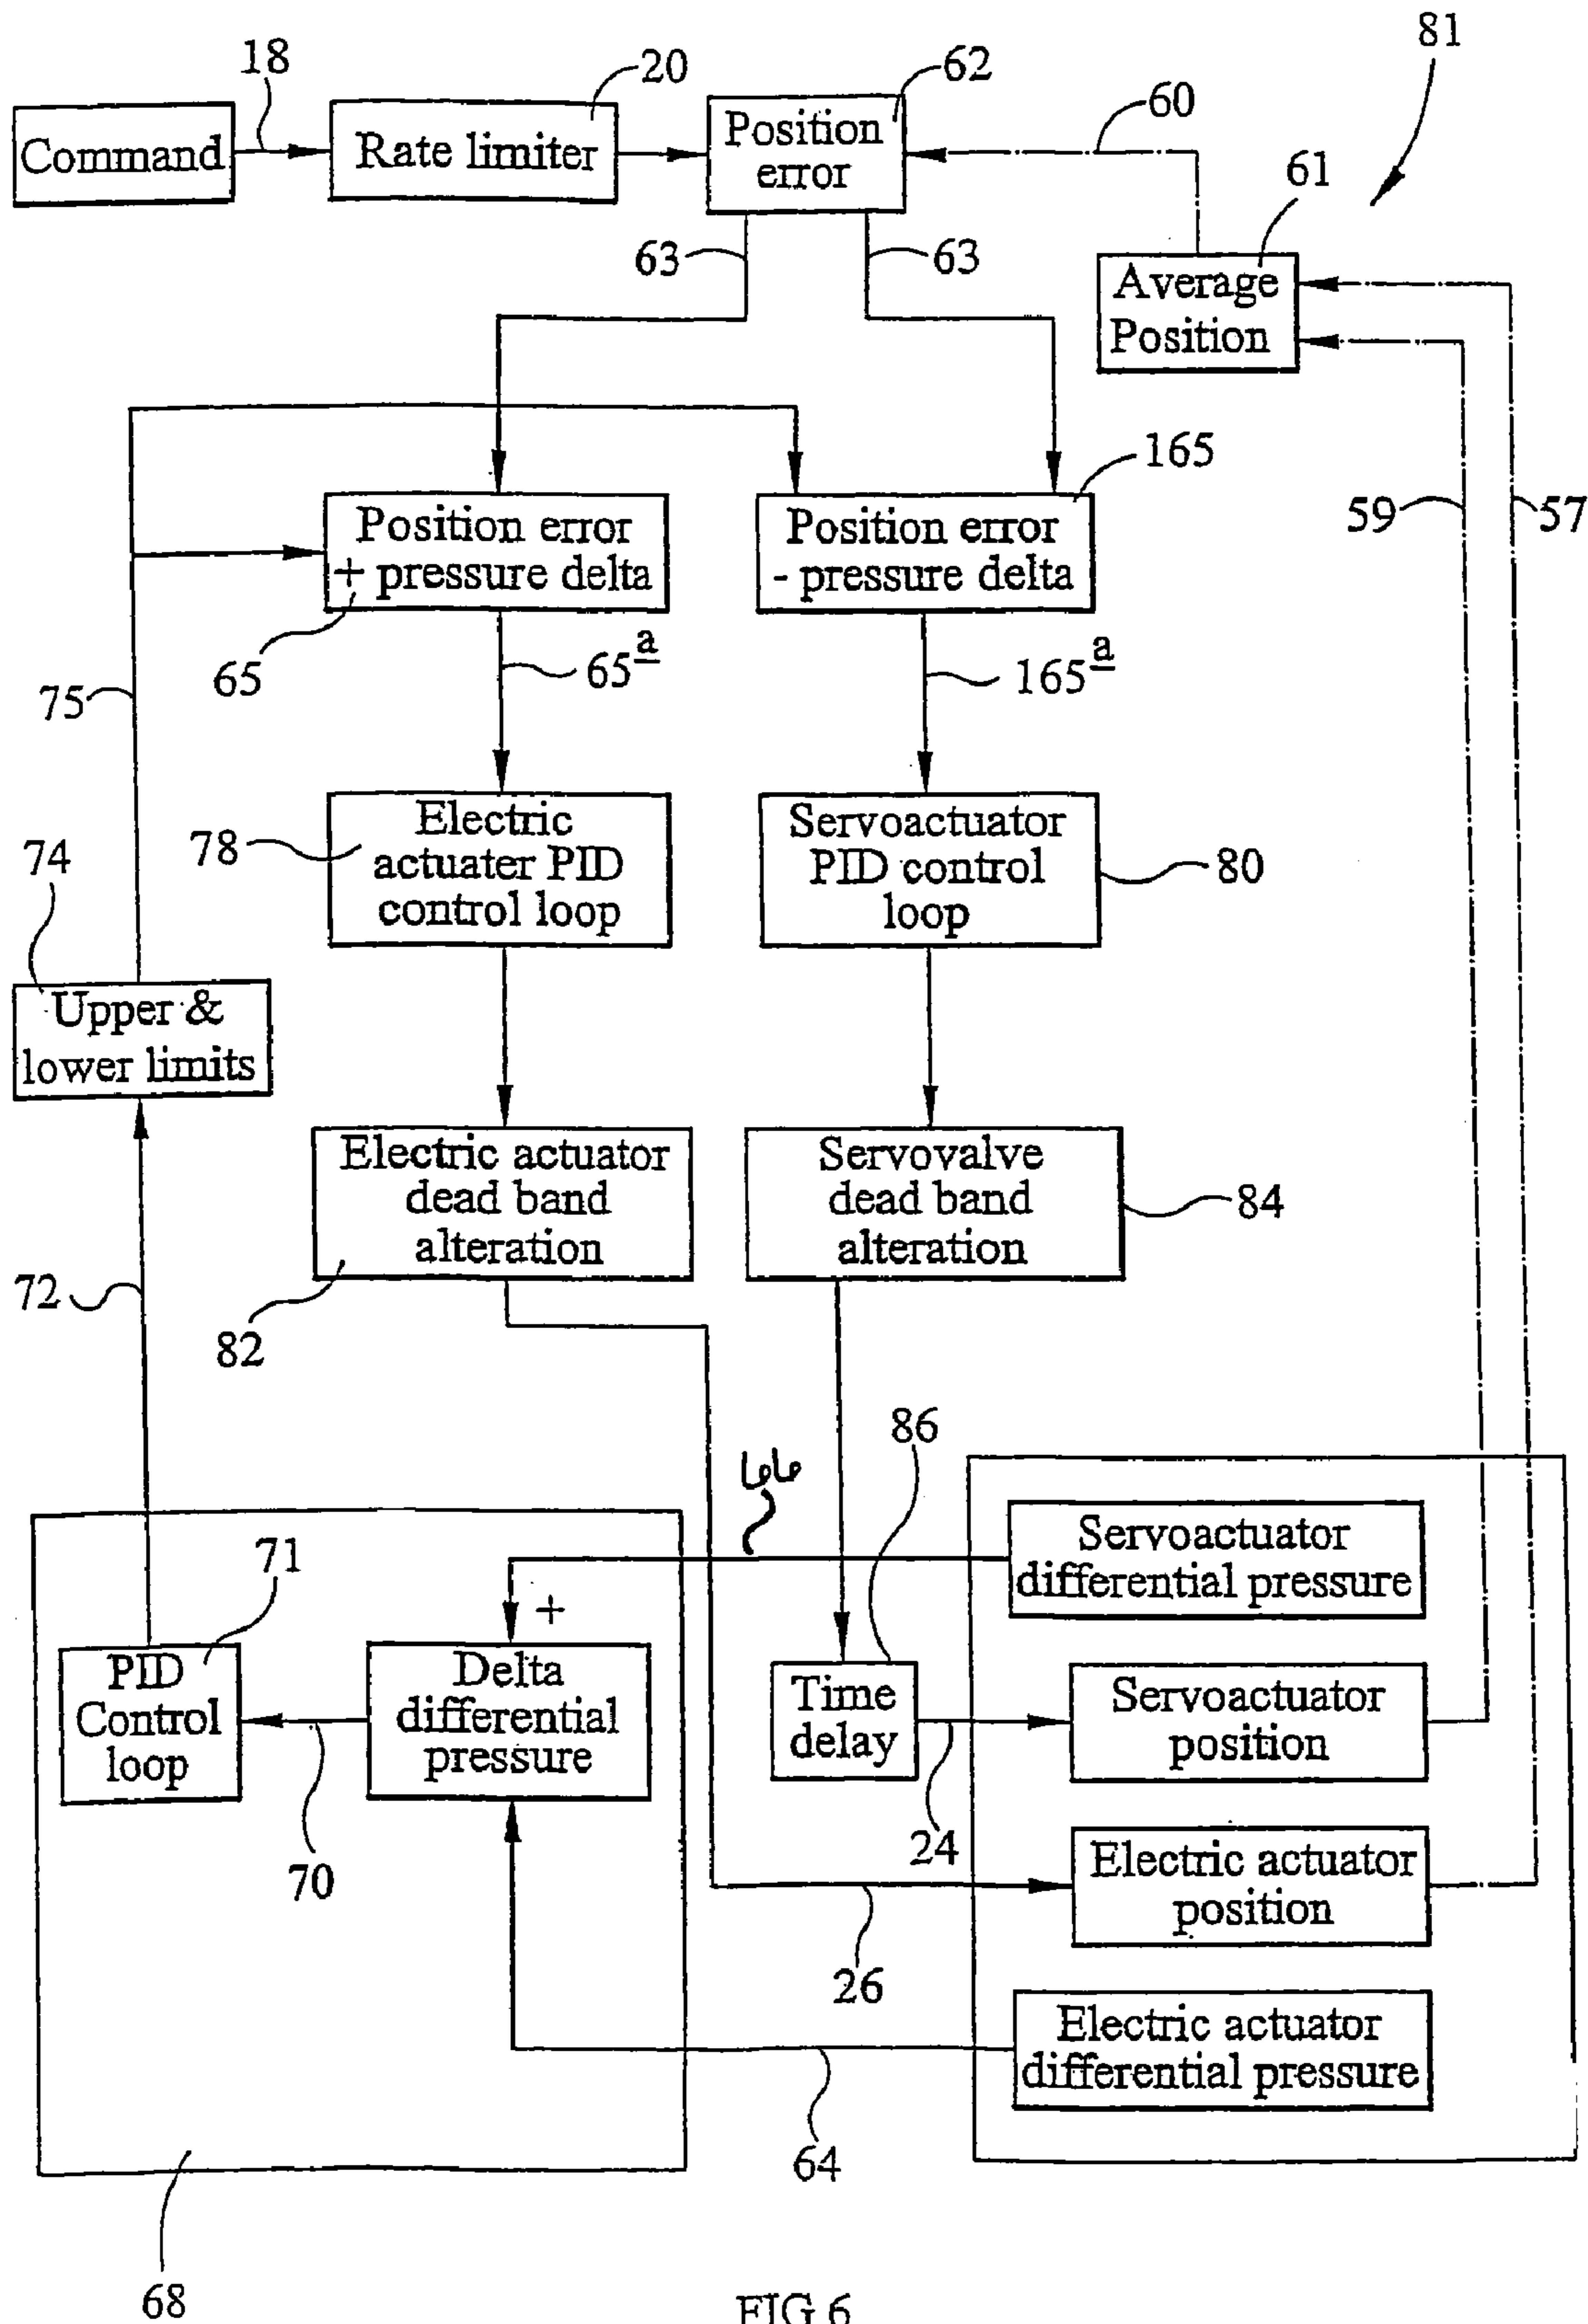 81
18
20
62
60
61
Command
Rate limiter
Position
error
63
63
Average
Position
165
59
57
Position error
+ pressure delta
Position error
- pressure delta
65
65a
165a
75
74
78
Electric
actuater PID
control loop
Servoactuator
PID control
loop
80
Upper &
lower limits
Electric actuator
dead band
alteration
Servovalve
dead band
alteration
84
72
82
86
66
71
+
Servoactuator
differential pressure
PID
Control
loop
Delta
differential
pressure
Time
delay
Servoactuator
position
70
24
Electric actuator
position
26
Electric actuator
differential pressure
64
68
FIG 6